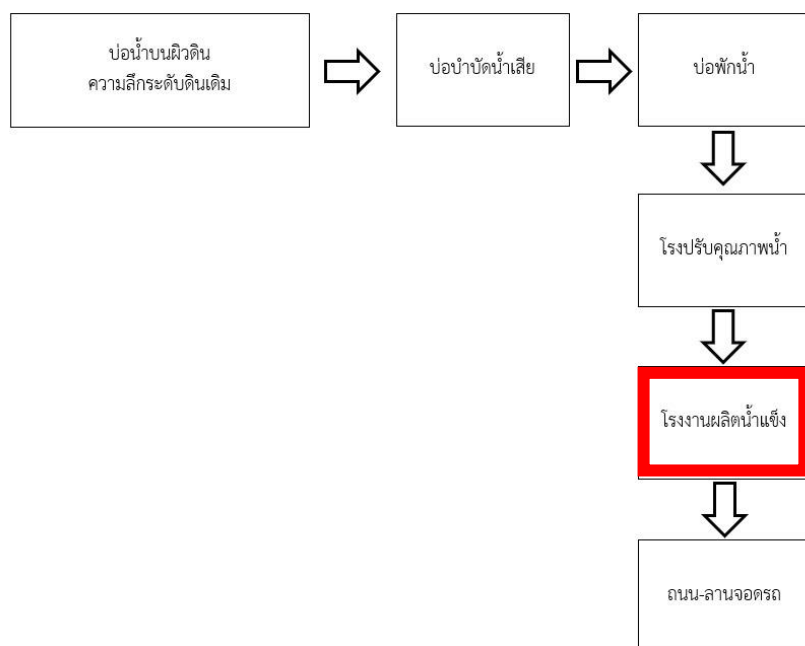 บ่อน้ำบนผิวดิน
ความลึกระดับดินเดิม
บ่อบำบัดน้ำเสีย
บ่อพักน้ำ
โรงปรับคุณภาพน้ำ
โรงงานผลิตน้ำแข็ง
ถนน-ลานจอดรถ